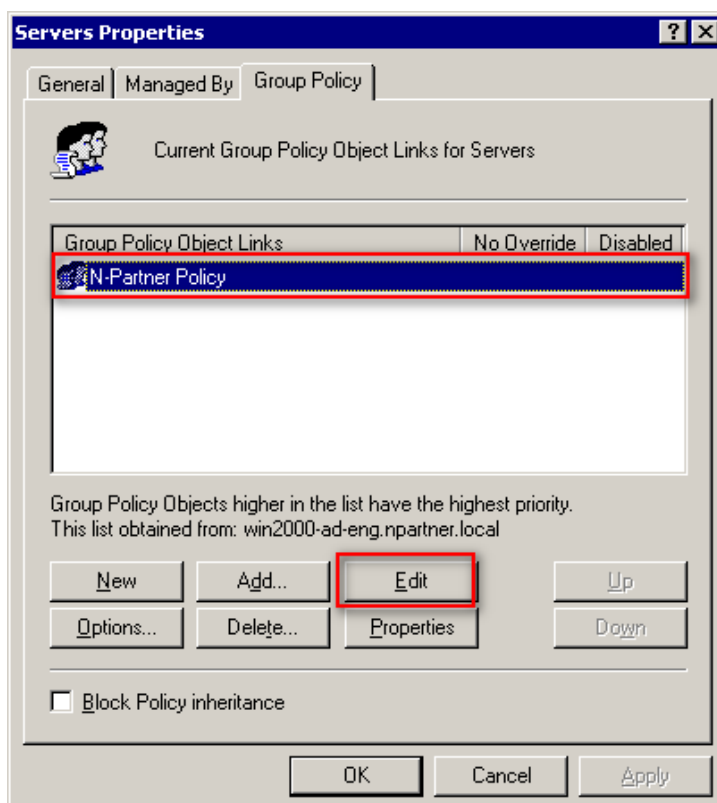 Servers Properties
General Managed By Group Policy
Current Group Policy Object Links for Servers
Group Policy Object Links No Override Disabled
N-Partner Policy
Group Policy Objects higher in the list have the highest priority.
This list obtained from: win2000-ad-eng.npartner.local
New Add... Edit Up
Options... Delete... Properties Down
Block Policy inheritance
OK Cancel Apply